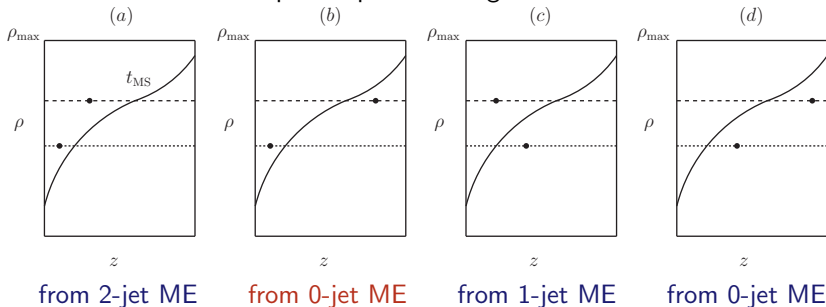 (a) (b) (c) (d)
ρmax ρmax ρmax ρmax
tMS
ρ ρ ρ ρ
z z z z
from 2-jet ME from 0-jet ME from 1-jet ME from 0-jet ME